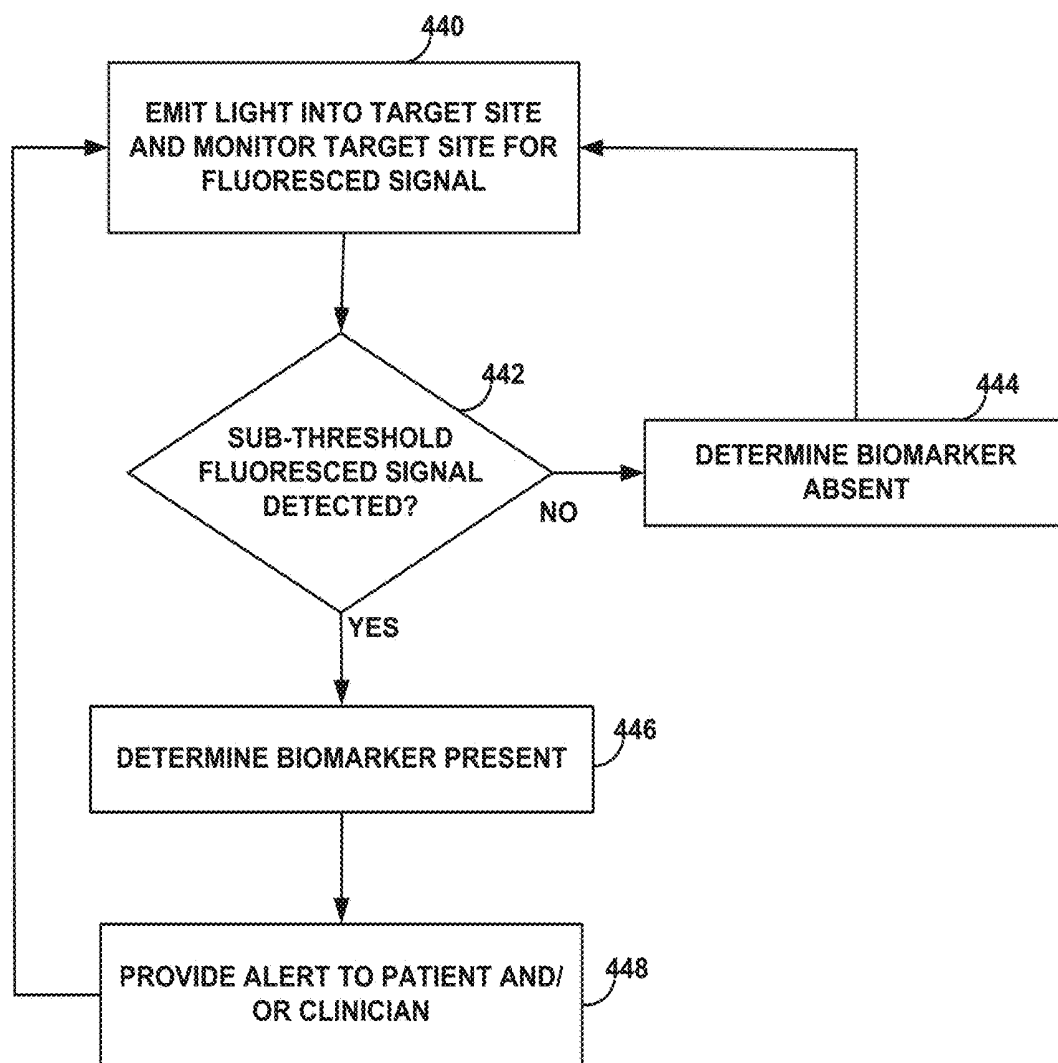 440
EMIT LIGHT INTO TARGET SITE
AND MONITOR TARGET SITE FOR
FLUORESCED SIGNAL
442
SUB-THRESHOLD
FLUORESCED SIGNAL
DETECTED?
NO
444
DETERMINE BIOMARKER
ABSENT
YES
446
DETERMINE BIOMARKER PRESENT
448
PROVIDE ALERT TO PATIENT AND/
OR CLINICIAN